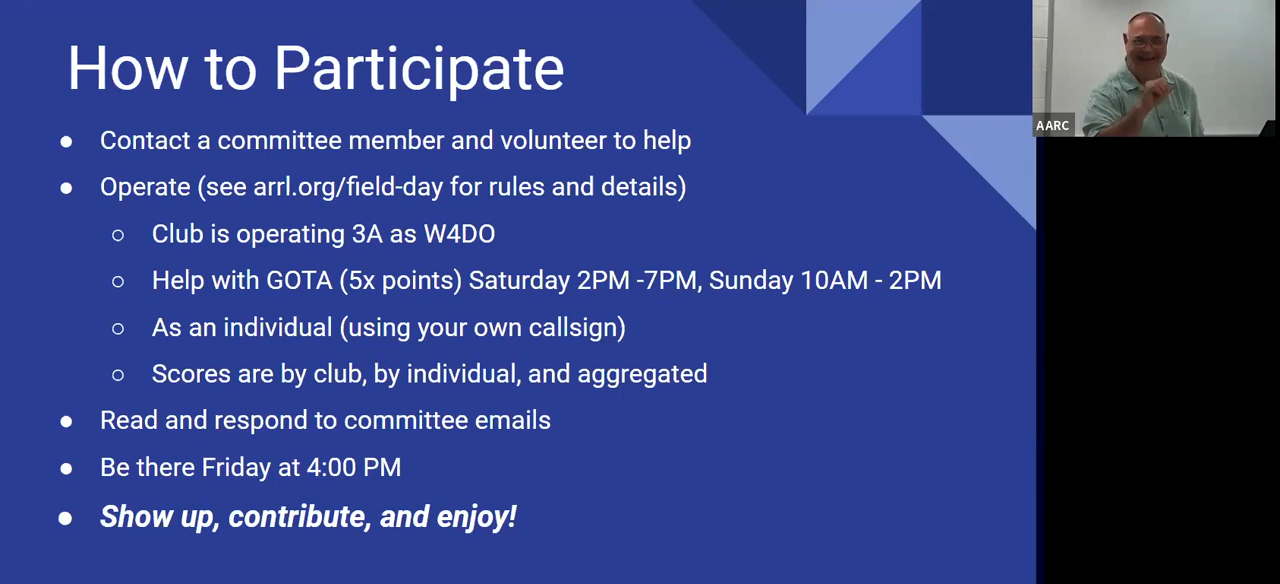 How to Participate
● Contact a committee member and volunteer to help
● Operate (see arrl.org/field-day for rules and details)
○ Club is operating 3A as W4DO
○ Help with GOTA (5x points) Saturday 2PM -7PM, Sunday 10AM - 2PM
○ As an individual (using your own callsign)
○ Scores are by club, by individual, and aggregated
● Read and respond to committee emails
● Be there Friday at 4:00 PM
● Show up, contribute, and enjoy!
AARC